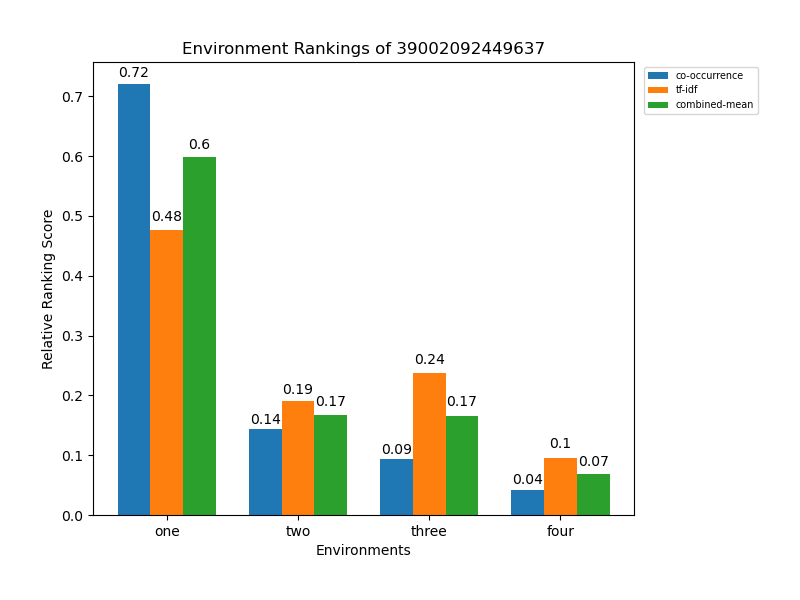 Environment Rankings of 39002092449637
co-occurrence
tf-idf
combined-mean
Relative Ranking Score
0.7
0.6
0.5
0.4
0.3
0.2
0.1
0.0
0.72
0.48
0.6
0.14
0.19
0.17
0.09
0.24
0.17
0.04
0.1
0.07
one
two
three
four
Environments